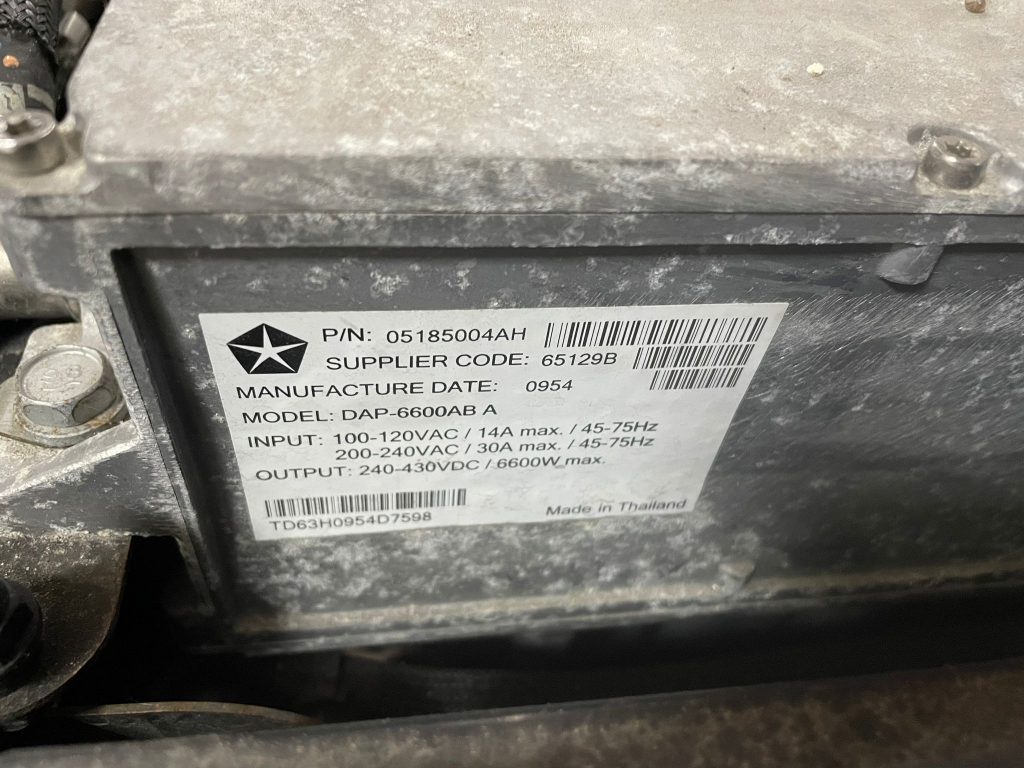 P/N: 05185004AH
SUPPLIER CODE: 65129B
MANUFACTURE DATE: 0954
MODEL: DAP-6600AB A
INPUT: 100-120VAC / 14A max. / 45-75Hz
200-240VAC / 30A max. / 45-75Hz
OUTPUT: 240-430VDC / 6600W max.
TD63H0954D7598
Made in Thailand